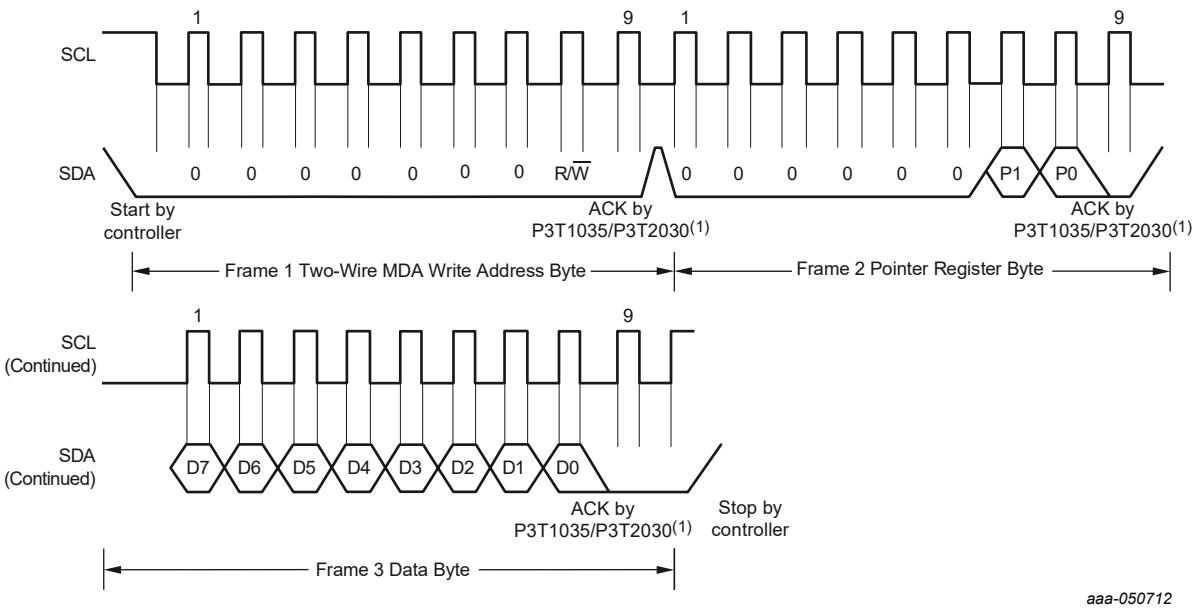 1 9 1 9
SCL
SDA
0 0 0 0 0 0 0 R/W̅ 0 0 0 0 0 0 P1 P0
Start by
controller
ACK by
P3T1035/P3T2030(1)
ACK by
P3T1035/P3T2030(1)
Frame 1 Two-Wire MDA Write Address Byte
Frame 2 Pointer Register Byte
1 9
SCL
(Continued)
SDA
(Continued)
D7 D6 D5 D4 D3 D2 D1 D0
ACK by
P3T1035/P3T2030(1)
Stop by
controller
Frame 3 Data Byte
aaa-050712